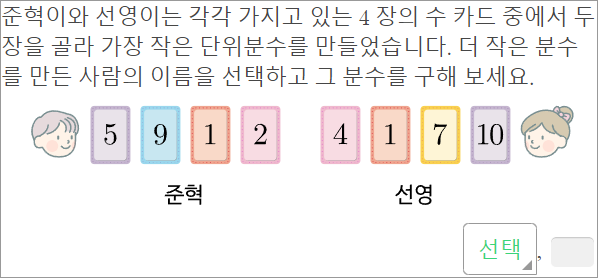 준혁이와 선영이는 각각 가지고 있는 4 장의 수 카드 중에서 두
장을 골라 가장 작은 단위분수를 만들었습니다. 더 작은 분수
를 만든 사람의 이름을 선택하고 그 분수를 구해 보세요.
5 9 1 2 4 1 7 10
준혁 선영
선택 ,